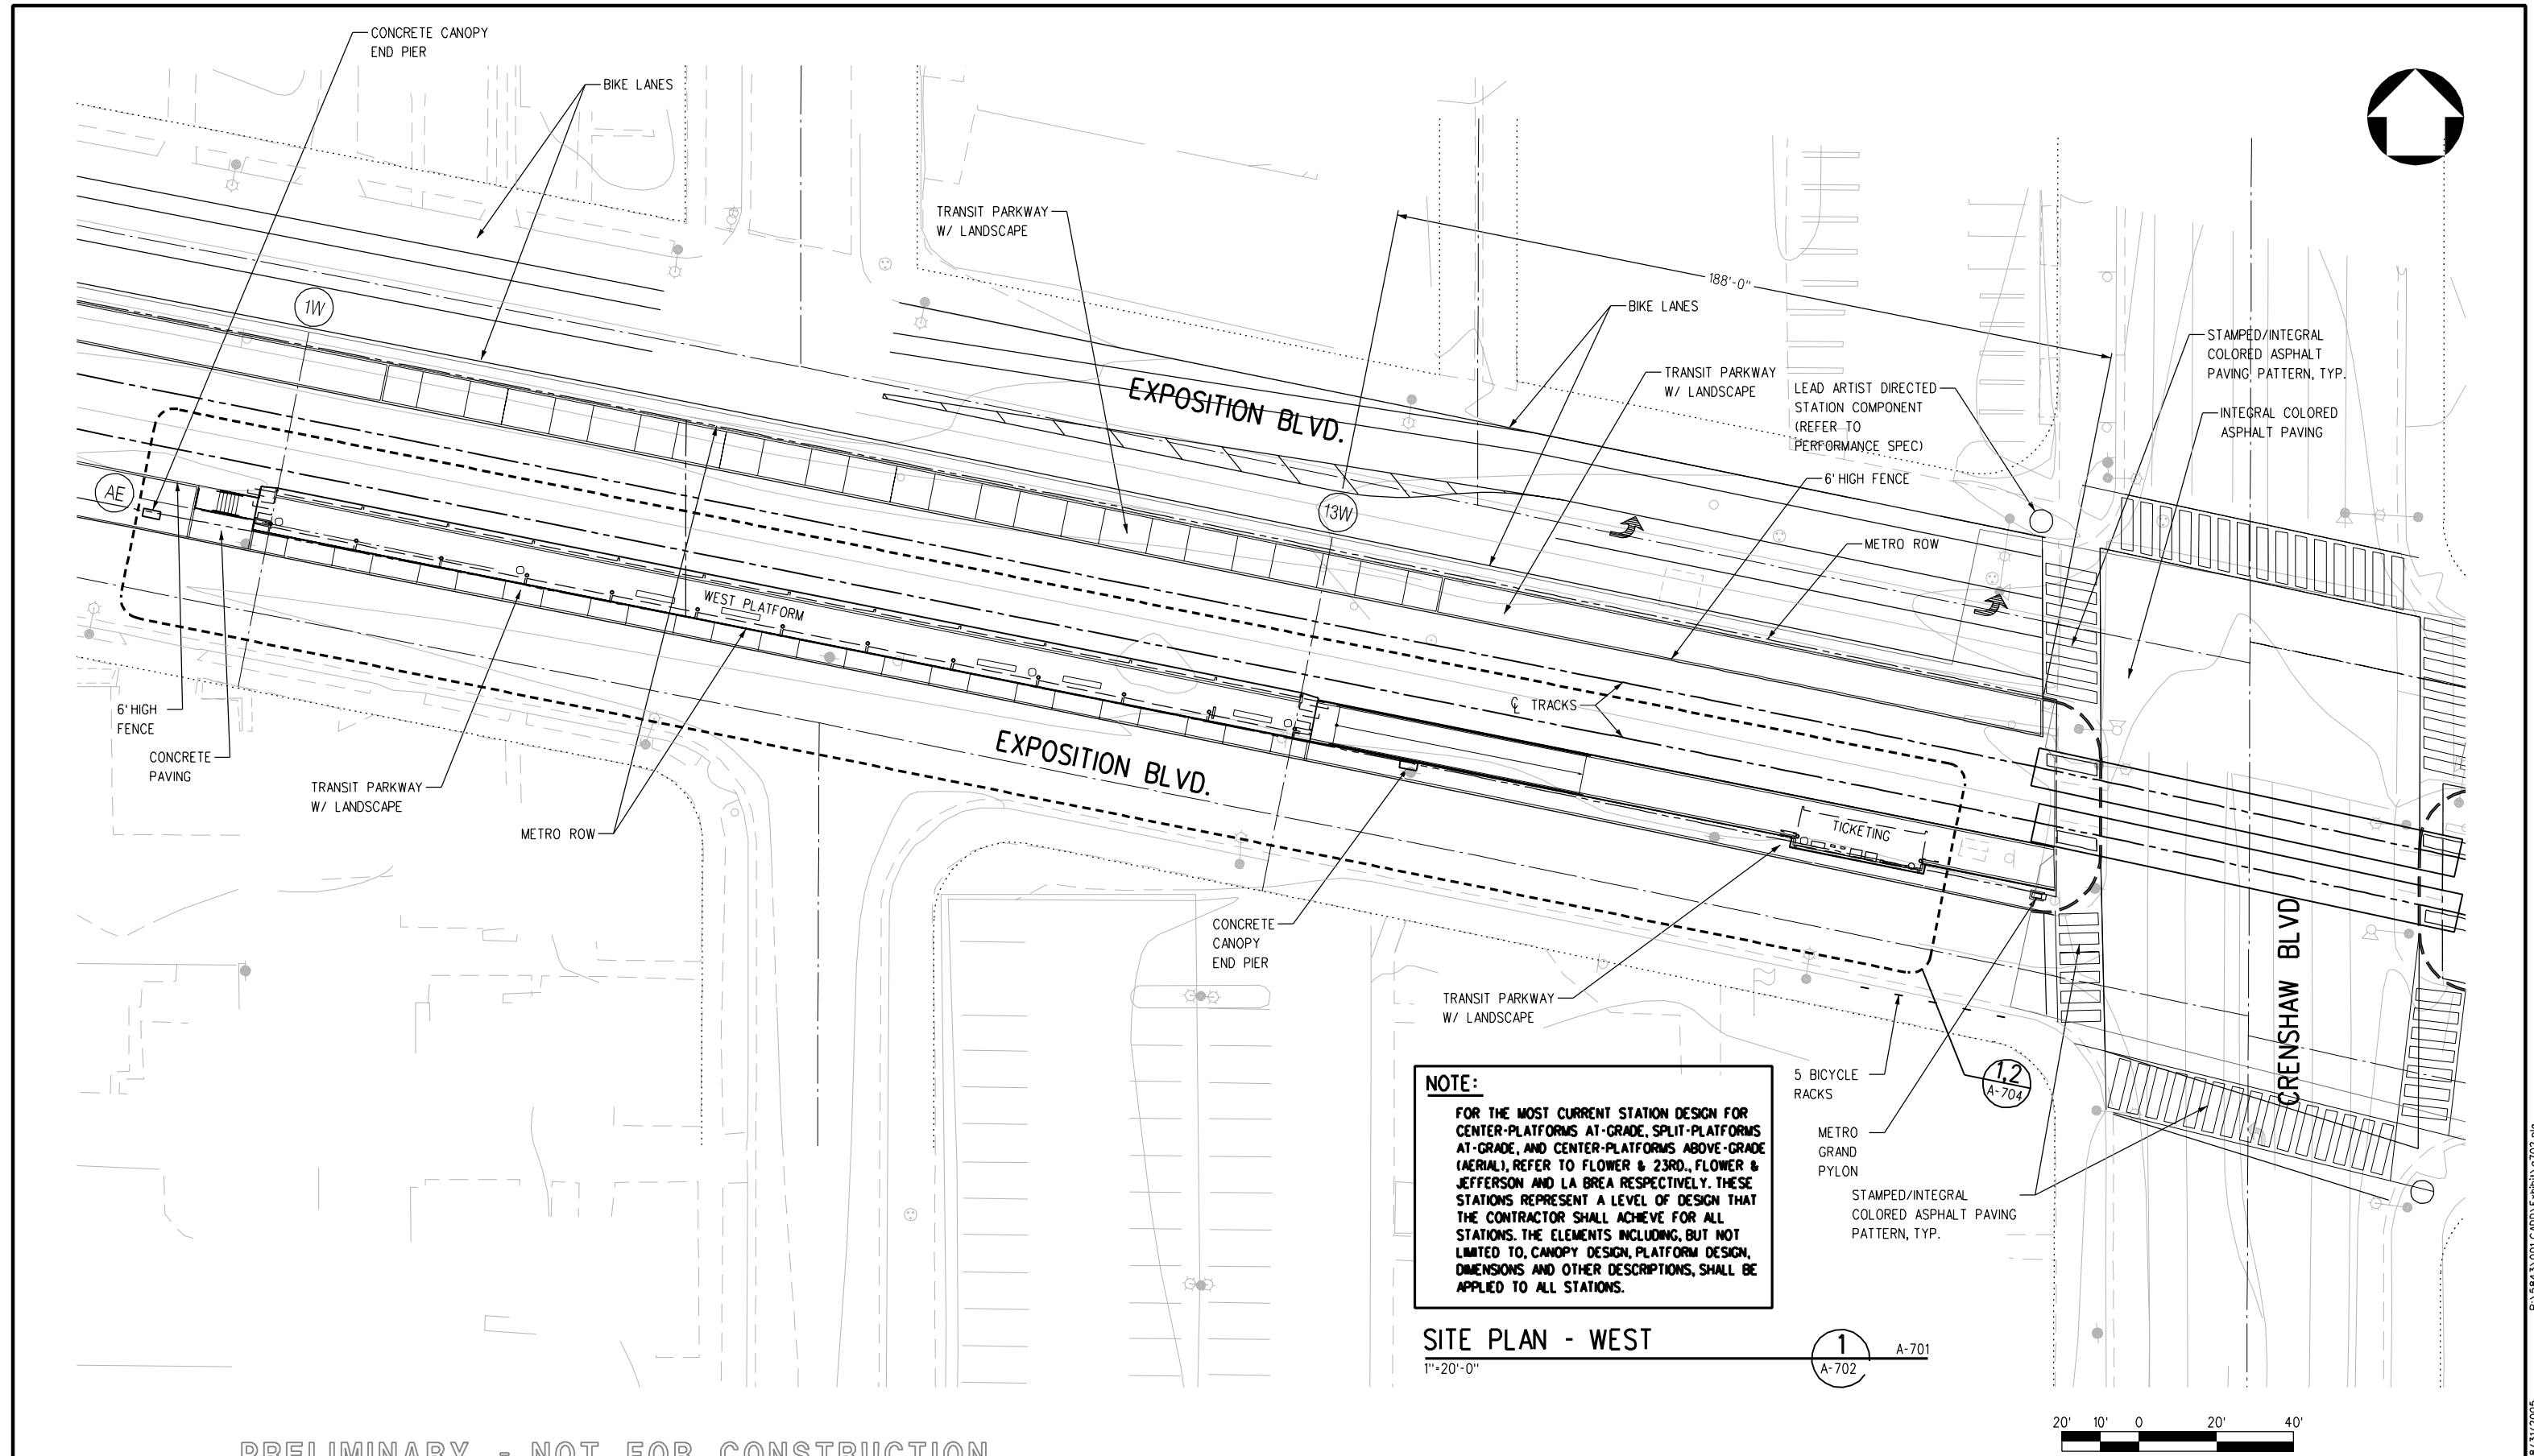 CONCRETE CANOPY
END PIER
BIKE LANES
TRANSIT PARKWAY
W/ LANDSCAPE
188'-0"
1W
BIKE LANES
STAMPED/INTEGRAL
COLORED ASPHALT
PAVING PATTERN, TYP.
EXPOSITION BLVD.
TRANSIT PARKWAY
W/ LANDSCAPE
LEAD ARTIST DIRECTED
STATION COMPONENT
(REFER TO
PERFORMANCE SPEC)
INTEGRAL COLORED
ASPHALT PAVING
6' HIGH FENCE
AE
13W
METRO ROW
WEST PLATFORM
6' HIGH
FENCE
CONCRETE
PAVING
℄ TRACKS
EXPOSITION BLVD.
TRANSIT PARKWAY
W/ LANDSCAPE
METRO ROW
TICKETING
CONCRETE
CANOPY
END PIER
CRENSHAW BLVD
TRANSIT PARKWAY
W/ LANDSCAPE
5 BICYCLE
RACKS
1,2
A-704
METRO
GRAND
PYLON
STAMPED/INTEGRAL
COLORED ASPHALT PAVING
PATTERN, TYP.
NOTE:
FOR THE MOST CURRENT STATION DESIGN FOR
CENTER-PLATFORMS AT-GRADE, SPLIT-PLATFORMS
AT-GRADE, AND CENTER-PLATFORMS ABOVE-GRADE
(AERIAL), REFER TO FLOWER & 23RD., FLOWER &
JEFFERSON AND LA BREA RESPECTIVELY. THESE
STATIONS REPRESENT A LEVEL OF DESIGN THAT
THE CONTRACTOR SHALL ACHIEVE FOR ALL
STATIONS. THE ELEMENTS INCLUDING, BUT NOT
LIMITED TO, CANOPY DESIGN, PLATFORM DESIGN,
DIMENSIONS AND OTHER DESCRIPTIONS, SHALL BE
APPLIED TO ALL STATIONS.
SITE PLAN - WEST
1"=20'-0"
1
A-702
A-701
20' 10' 0 20' 40'
PRELIMINARY - NOT FOR CONSTRUCTION